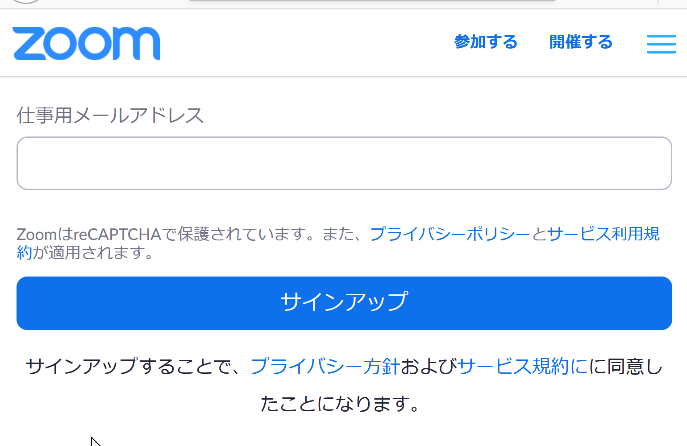 zoom 参加する 開催する
仕事用メールアドレス
ZoomはreCAPTCHAで保護されています。また、プライバシーポリシーとサービス利用規
約が適用されます。
サインアップ
サインアップすることで、プライバシー方針およびサービス規約にに同意し
たことになります。